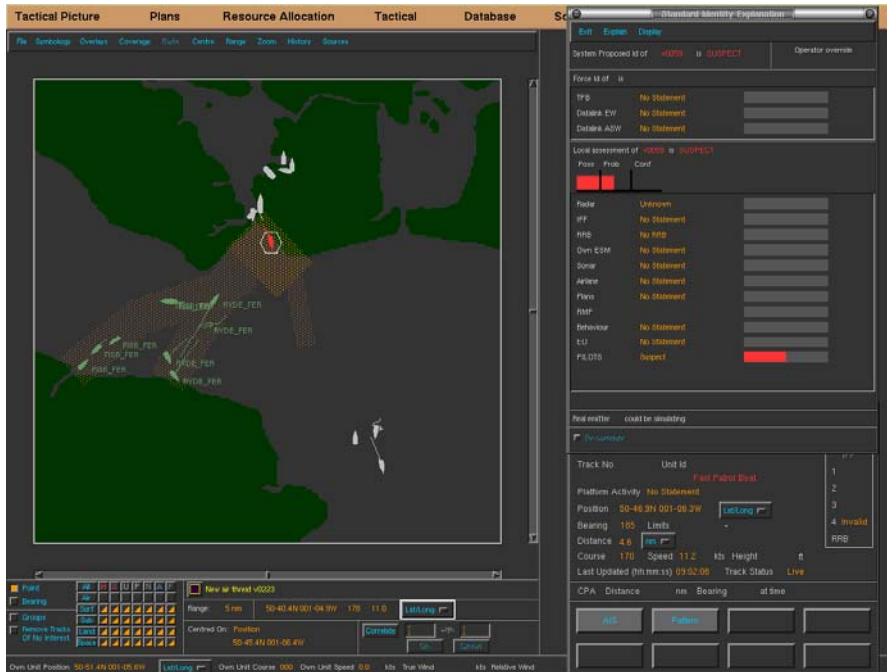 Tactical Picture Plans Resource Allocation Tactical Database
Standard Identity Explanation
File Symbology Overlays Coverage Centre Range Zoom History Sources
Exit Explain Display
System Proposed Id of v0059 is SUSPECT
Operator override
Force Id of is
TFB No Statement
Datalink EW No Statement
Datalink ASW No Statement
Local assessment of v0059 is SUSPECT
Poss Prob Conf
Radar Unknown
IFF No Statement
RRB No RRB
Own ESM No Statement
Sonar No Statement
Airlane No Statement
Plans No Statement
RMF
Behaviour No Statement
EU No Statement
PILOTS Suspect
RYDE_FER
RYDE_FER
FISB_FER
FISB_FER
FISB_FER
RYDE_FER
Real emitter could be simulating
Track No Unit Id
Fast Patrol Boat
Platform Activity No Statement
Position 50-46.9N 001-06.3W Lat/Long
Bearing 165 Limits -
Distance 4.6 nm
Course 170 Speed 11.2 kts Height ft
Last Updated (hh:mm:ss) 09:02:06 Track Status Live
1
2
3
4 Invalid
RRB
CPA Distance nm Bearing at time
AIS Pattern
Point
Bearing
Groups
Remove Tracks Of No Interest
All H S U F N A
Air
Surf
Sub
Land
Space
New air threat v0223
Range: 5 nm 50-40.4N 001-04.9W 178 11.0 Lat/Long
Centred On: Position
50-45.4N 001-06.4W
Correlate
Own Unit Position 50-51.4N 001-05.6W Lat/Long Own Unit Course 000 Own Unit Speed 0.0 kts True Wind kts Relative Wind